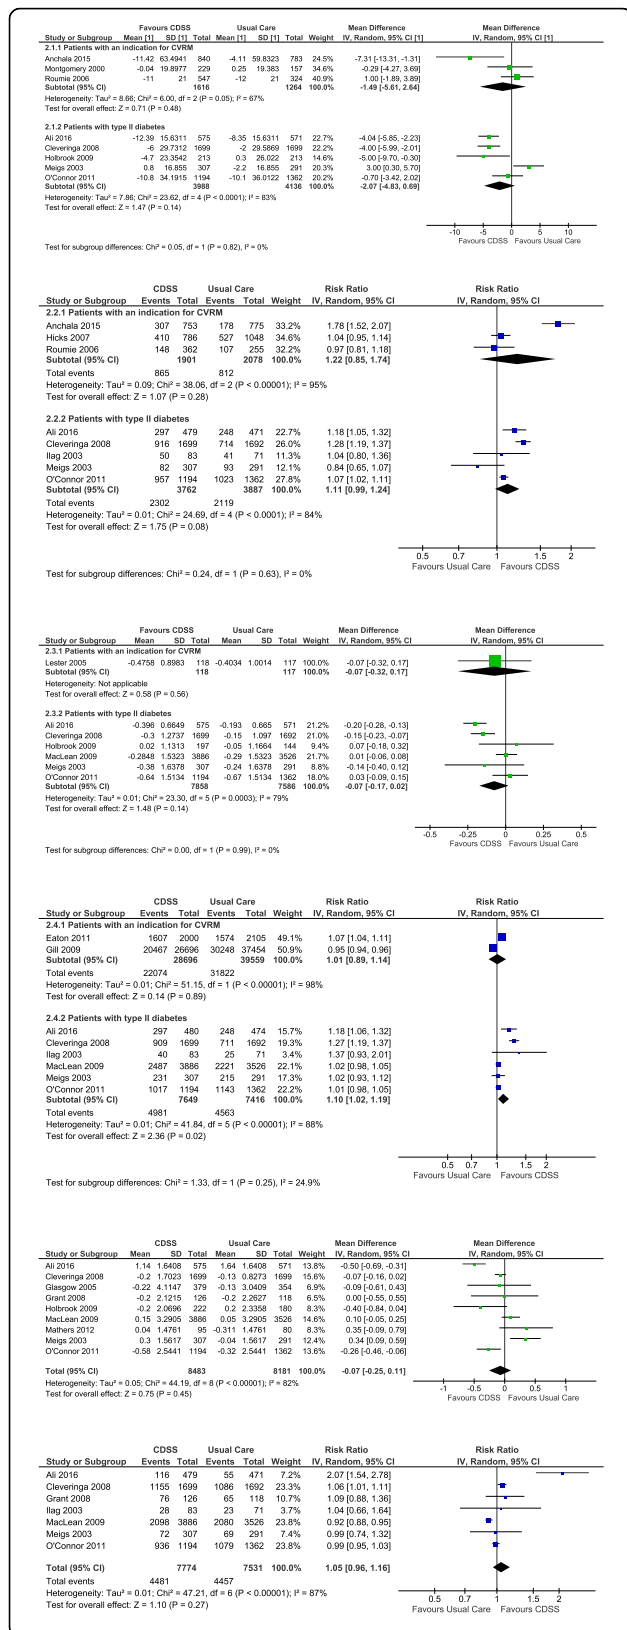 Favours CDSS Usual Care Mean Difference Mean Difference
Mean [1] SD [1] Total Mean [1] SD [1] Total Weight IV, Random, 95% CI [1] IV, Random, 95% CI [1]
2.1.1 Patients with an indication for CVRM
Anchala 2015 -11.42 63.4941 840 -4.11 59.8323 783 24.5% -7.31 [-13.31, -1.31]
Montgomery 2000 -0.04 19.8977 229 0.25 19.383 157 35.1% -0.29 [-4.27, 3.69]
Roumie 2006 -11 21 547 -12 21 324 40.4% 1.00 [-1.89, 3.89]
Subtotal (95% CI) 1616 1264 100.0% -1.49 [-5.61, 2.64]
Heterogeneity: Tau² = 8.66; Chi² = 6.00, df = 2 (P = 0.05); I² = 67%
Test for overall effect: Z = 0.71 (P = 0.48)
2.1.2 Patients with type II diabetes
Ali 2016 -12.39 15.6311 575 -8.35 15.6311 571 22.7% -4.04 [-5.85, -2.23]
Cleveringa 2008 -6 29.7312 1699 -2 29.5869 1699 22.4% -4.00 [-5.99, -2.01]
Holbrook 2009 -4.7 23.3542 213 0.3 26.022 213 14.3% -5.00 [-9.70, -0.30]
Meigs 2003 0.8 16.855 307 -2.2 16.855 291 20.4% 3.00 [0.30, 5.70]
O'Connor 2011 -10.8 34.1915 1194 -10.1 36.0122 1362 20.2% -0.70 [-3.42, 2.02]
Subtotal (95% CI) 3988 4136 100.0% -2.07 [-4.83, 0.69]
Heterogeneity: Tau² = 7.86; Chi² = 23.62, df = 4 (P < 0.0001); I² = 83%
Test for overall effect: Z = 1.47 (P = 0.14)
-10 -5 0 5 10
Favours CDSS Favours Usual Care
Test for subgroup differences: Chi² = 0.05, df = 1 (P = 0.82), I² = 0%
CDSS Usual Care Risk Ratio Risk Ratio
Study or Subgroup Events Total Events Total Weight IV, Random, 95% CI IV, Random, 95% CI
2.2.1 Patients with an indication for CVRM
Anchala 2015 307 753 178 775 33.2% 1.78 [1.52, 2.07]
Hicks 2007 410 786 527 1048 34.6% 1.04 [0.95, 1.14]
Roumie 2006 148 362 107 255 32.2% 0.97 [0.81, 1.18]
Subtotal (95% CI) 1901 2078 100.0% 1.22 [0.85, 1.74]
Total events 865 812
Heterogeneity: Tau² = 0.09; Chi² = 38.06, df = 2 (P < 0.00001); I² = 95%
Test for overall effect: Z = 1.07 (P = 0.28)
2.2.2 Patients with type II diabetes
Ali 2016 297 479 248 471 22.7% 1.18 [1.05, 1.32]
Cleveringa 2008 916 1699 714 1692 26.0% 1.28 [1.19, 1.37]
Ilag 2003 50 83 41 71 11.3% 1.04 [0.80, 1.36]
Meigs 2003 82 307 93 291 12.1% 0.84 [0.65, 1.07]
O'Connor 2011 957 1194 1023 1362 27.8% 1.07 [1.02, 1.11]
Subtotal (95% CI) 3762 3887 100.0% 1.11 [0.99, 1.24]
Total events 2302 2119
Heterogeneity: Tau² = 0.01; Chi² = 24.69, df = 4 (P < 0.0001); I² = 84%
Test for overall effect: Z = 1.75 (P = 0.08)
0.5 0.7 1 1.5 2
Favours Usual Care Favours CDSS
Test for subgroup differences: Chi² = 0.24, df = 1 (P = 0.63), I² = 0%
Favours CDSS Usual Care Mean Difference Mean Difference
Study or Subgroup Mean SD Total Mean SD Total Weight IV, Random, 95% CI IV, Random, 95% CI
2.3.1 Patients with an indication for CVRM
Lester 2005 -0.4758 0.8983 118 -0.4034 1.0014 117 100.0% -0.07 [-0.32, 0.17]
Subtotal (95% CI) 118 117 100.0% -0.07 [-0.32, 0.17]
Heterogeneity: Not applicable
Test for overall effect: Z = 0.58 (P = 0.56)
2.3.2 Patients with type II diabetes
Ali 2016 -0.396 0.6649 575 -0.193 0.665 571 21.2% -0.20 [-0.28, -0.13]
Cleveringa 2008 -0.3 1.2737 1699 -0.15 1.097 1692 21.0% -0.15 [-0.23, -0.07]
Holbrook 2009 0.02 1.1313 197 -0.05 1.1664 144 9.4% 0.07 [-0.18, 0.32]
MacLean 2009 -0.2848 1.5323 3886 -0.29 1.5323 3526 21.6% 0.01 [-0.06, 0.08]
Meigs 2003 -0.38 1.6378 307 -0.24 1.6378 291 8.8% -0.14 [-0.40, 0.12]
O'Connor 2011 -0.64 1.5134 1194 -0.67 1.5134 1362 18.0% 0.03 [-0.09, 0.15]
Subtotal (95% CI) 7858 7586 100.0% -0.07 [-0.17, 0.02]
Heterogeneity: Tau² = 0.01; Chi² = 23.30, df = 5 (P = 0.0003); I² = 79%
Test for overall effect: Z = 1.48 (P = 0.14)
-0.5 -0.25 0 0.25 0.5
Favours CDSS Favours Usual Care
Test for subgroup differences: Chi² = 0.00, df = 1 (P = 0.99), I² = 0%
CDSS Usual Care Risk Ratio Risk Ratio
Study or Subgroup Events Total Events Total Weight IV, Random, 95% CI IV, Random, 95% CI
2.4.1 Patients with an indication for CVRM
Eaton 2011 1607 2000 1574 2105 49.1% 1.07 [1.04, 1.11]
Gill 2009 20467 26696 30248 37454 50.9% 0.95 [0.94, 0.96]
Subtotal (95% CI) 28696 39559 100.0% 1.01 [0.89, 1.14]
Total events 22074 31822
Heterogeneity: Tau² = 0.01; Chi² = 51.15, df = 1 (P < 0.00001); I² = 98%
Test for overall effect: Z = 0.14 (P = 0.89)
2.4.2 Patients with type II diabetes
Ali 2016 297 480 248 474 15.7% 1.18 [1.06, 1.32]
Cleveringa 2008 909 1699 711 1692 19.5% 1.27 [1.19, 1.37]
Ilag 2003 40 83 25 71 3.4% 1.37 [0.93, 2.01]
MacLean 2009 2487 3886 2221 3526 21.9% 1.02 [0.98, 1.05]
Meigs 2003 231 307 215 291 17.3% 1.02 [0.93, 1.12]
O'Connor 2011 1017 1194 1143 1362 22.2% 1.01 [0.98, 1.05]
Subtotal (95% CI) 7649 7416 100.0% 1.10 [1.02, 1.19]
Total events 4981 4563
Heterogeneity: Tau² = 0.01; Chi² = 41.84, df = 5 (P < 0.00001); I² = 88%
Test for overall effect: Z = 2.36 (P = 0.02)
0.5 0.7 1 1.5 2
Favours Usual Care Favours CDSS
Test for subgroup differences: Chi² = 1.33, df = 1 (P = 0.25), I² = 24.9%
CDSS Usual Care Mean Difference Mean Difference
Study or Subgroup Mean SD Total Mean SD Total Weight IV, Random, 95% CI IV, Random, 95% CI
Ali 2016 1.14 1.6408 575 1.64 1.6408 571 13.8% -0.50 [-0.69, -0.31]
Cleveringa 2008 -0.2 1.7023 1699 -0.13 0.8273 1699 15.9% -0.07 [-0.16, 0.02]
Glasgow 2005 -0.22 4.1147 379 -0.13 3.0409 354 6.8% -0.09 [-0.61, 0.43]
Grant 2008 -0.2 2.1215 126 -0.2 2.2627 118 6.5% 0.00 [-0.55, 0.55]
Holbrook 2009 -0.2 2.0696 222 0.2 2.3358 180 8.4% -0.40 [-0.84, 0.04]
MacLean 2009 0.15 3.2905 3886 0.05 3.2905 3526 14.6% 0.10 [-0.05, 0.25]
Mathers 2012 0.04 1.4761 95 -0.311 1.4761 80 8.4% 0.35 [-0.09, 0.79]
Meigs 2003 0.3 1.5617 307 -0.04 1.5617 291 12.4% 0.34 [0.09, 0.59]
O'Connor 2011 -0.58 2.5441 1194 -0.32 2.5441 1362 13.6% -0.26 [-0.46, -0.06]
Total (95% CI) 8483 8181 100.0% -0.07 [-0.25, 0.11]
Heterogeneity: Tau² = 0.05; Chi² = 44.19, df = 8 (P < 0.00001); I² = 82%
Test for overall effect: Z = 0.75 (P = 0.45)
-1 -0.5 0 0.5 1
Favours CDSS Favours Usual Care
CDSS Usual Care Risk Ratio Risk Ratio
Study or Subgroup Events Total Events Total Weight IV, Random, 95% CI IV, Random, 95% CI
Ali 2016 116 479 55 471 7.2% 2.07 [1.54, 2.78]
Cleveringa 2008 1155 1699 1086 1692 23.3% 1.06 [1.01, 1.11]
Grant 2008 76 126 65 118 11.5% 1.09 [0.88, 1.36]
Ilag 2003 28 83 23 71 3.4% 1.04 [0.66, 1.64]
MacLean 2009 2098 3886 2080 3526 23.9% 0.92 [0.88, 0.95]
Meigs 2003 72 307 69 291 7.4% 0.99 [0.74, 1.32]
O'Connor 2011 936 1194 1079 1362 23.4% 0.99 [0.95, 1.03]
Total (95% CI) 7774 7531 100.0% 1.05 [0.96, 1.16]
Total events 4481 4457
Heterogeneity: Tau² = 0.01; Chi² = 47.21, df = 6 (P < 0.00001); I² = 87%
Test for overall effect: Z = 1.10 (P = 0.27)
0.5 0.7 1 1.5 2
Favours Usual Care Favours CDSS